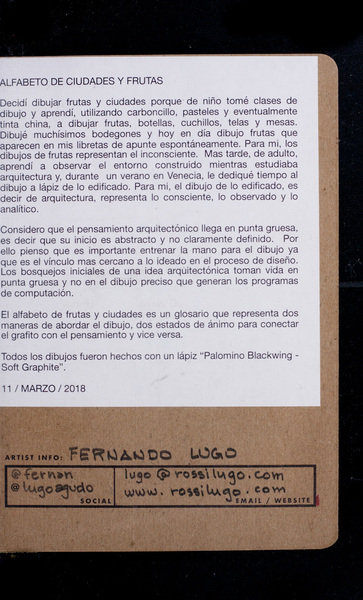 ALFABETO DE CIUDADES Y FRUTAS
Decidí dibujar frutas y ciudades porque de niño tomé clases de
dibujo y aprendí, utilizando carboncillo, pasteles y eventualmente
tinta china, a dibujar frutas, botellas, cuchillos, telas y mesas.
Dibujé muchísimos bodegones y hoy en día dibujo frutas que
aparecen en mis libretas de apunte espontáneamente. Para mi, los
dibujos de frutas representan el inconsciente. Mas tarde, de adulto,
aprendí a observar el entorno construido mientras estudiaba
arquitectura y, durante un verano en Venecia, le dediqué tiempo al
dibujo a lápiz de lo edificado. Para mi, el dibujo de lo edificado, es
decir de arquitectura, representa lo consciente, lo observado y lo
analítico.
Considero que el pensamiento arquitectónico llega en punta gruesa,
es decir que su inicio es abstracto y no claramente definido. Por
ello pienso que es importante entrenar la mano para el dibujo ya
que es el vinculo mas cercano a lo ideado en el proceso de diseño.
Los bosquejos iniciales de una idea arquitectónica toman vida en
punta gruesa y no en el dibujo preciso que generan los programas
de computación.
El alfabeto de frutas y ciudades es un glosario que representa dos
maneras de abordar el dibujo, dos estados de ánimo para conectar
el grafito con el pensamiento y vice versa.
Todos los dibujos fueron hechos con un lápiz “Palomino Blackwing -
Soft Graphite”.
11 / MARZO / 2018
ARTIST INFO: FERNANDO LUGO
@fernan
@lugoagudo
SOCIAL
lugo@rossilugo.com
www.rossilugo.com
EMAIL / WEBSITE